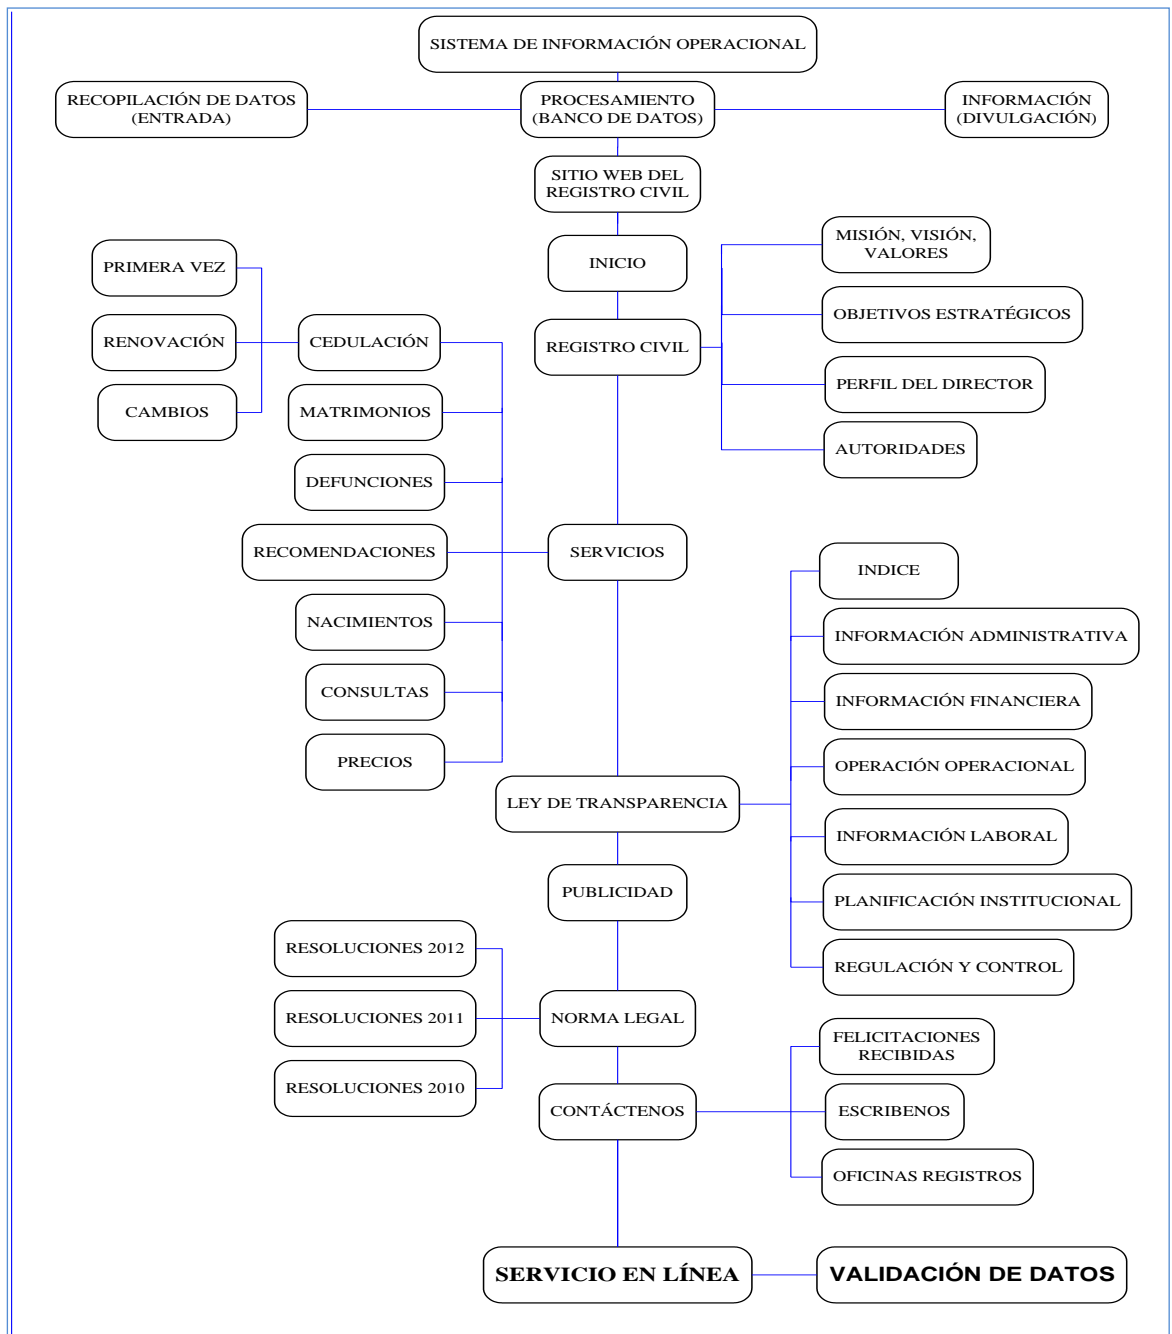 SISTEMA DE INFORMACIÓN OPERACIONAL
RECOPILACIÓN DE DATOS
(ENTRADA)
PROCESAMIENTO
(BANCO DE DATOS)
INFORMACIÓN
(DIVULGACIÓN)
SITIO WEB DEL
REGISTRO CIVIL
INICIO
REGISTRO CIVIL
MISIÓN, VISIÓN,
VALORES
OBJETIVOS ESTRATÉGICOS
PERFIL DEL DIRECTOR
AUTORIDADES
PRIMERA VEZ
RENOVACIÓN
CAMBIOS
CEDULACIÓN
MATRIMONIOS
DEFUNCIONES
RECOMENDACIONES
NACIMIENTOS
CONSULTAS
PRECIOS
SERVICIOS
LEY DE TRANSPARENCIA
INDICE
INFORMACIÓN ADMINISTRATIVA
INFORMACIÓN FINANCIERA
OPERACIÓN OPERACIONAL
INFORMACIÓN LABORAL
PLANIFICACIÓN INSTITUCIONAL
REGULACIÓN Y CONTROL
PUBLICIDAD
RESOLUCIONES 2012
RESOLUCIONES 2011
RESOLUCIONES 2010
NORMA LEGAL
CONTÁCTENOS
FELICITACIONES
RECIBIDAS
ESCRIBENOS
OFICINAS REGISTROS
SERVICIO EN LÍNEA
VALIDACIÓN DE DATOS